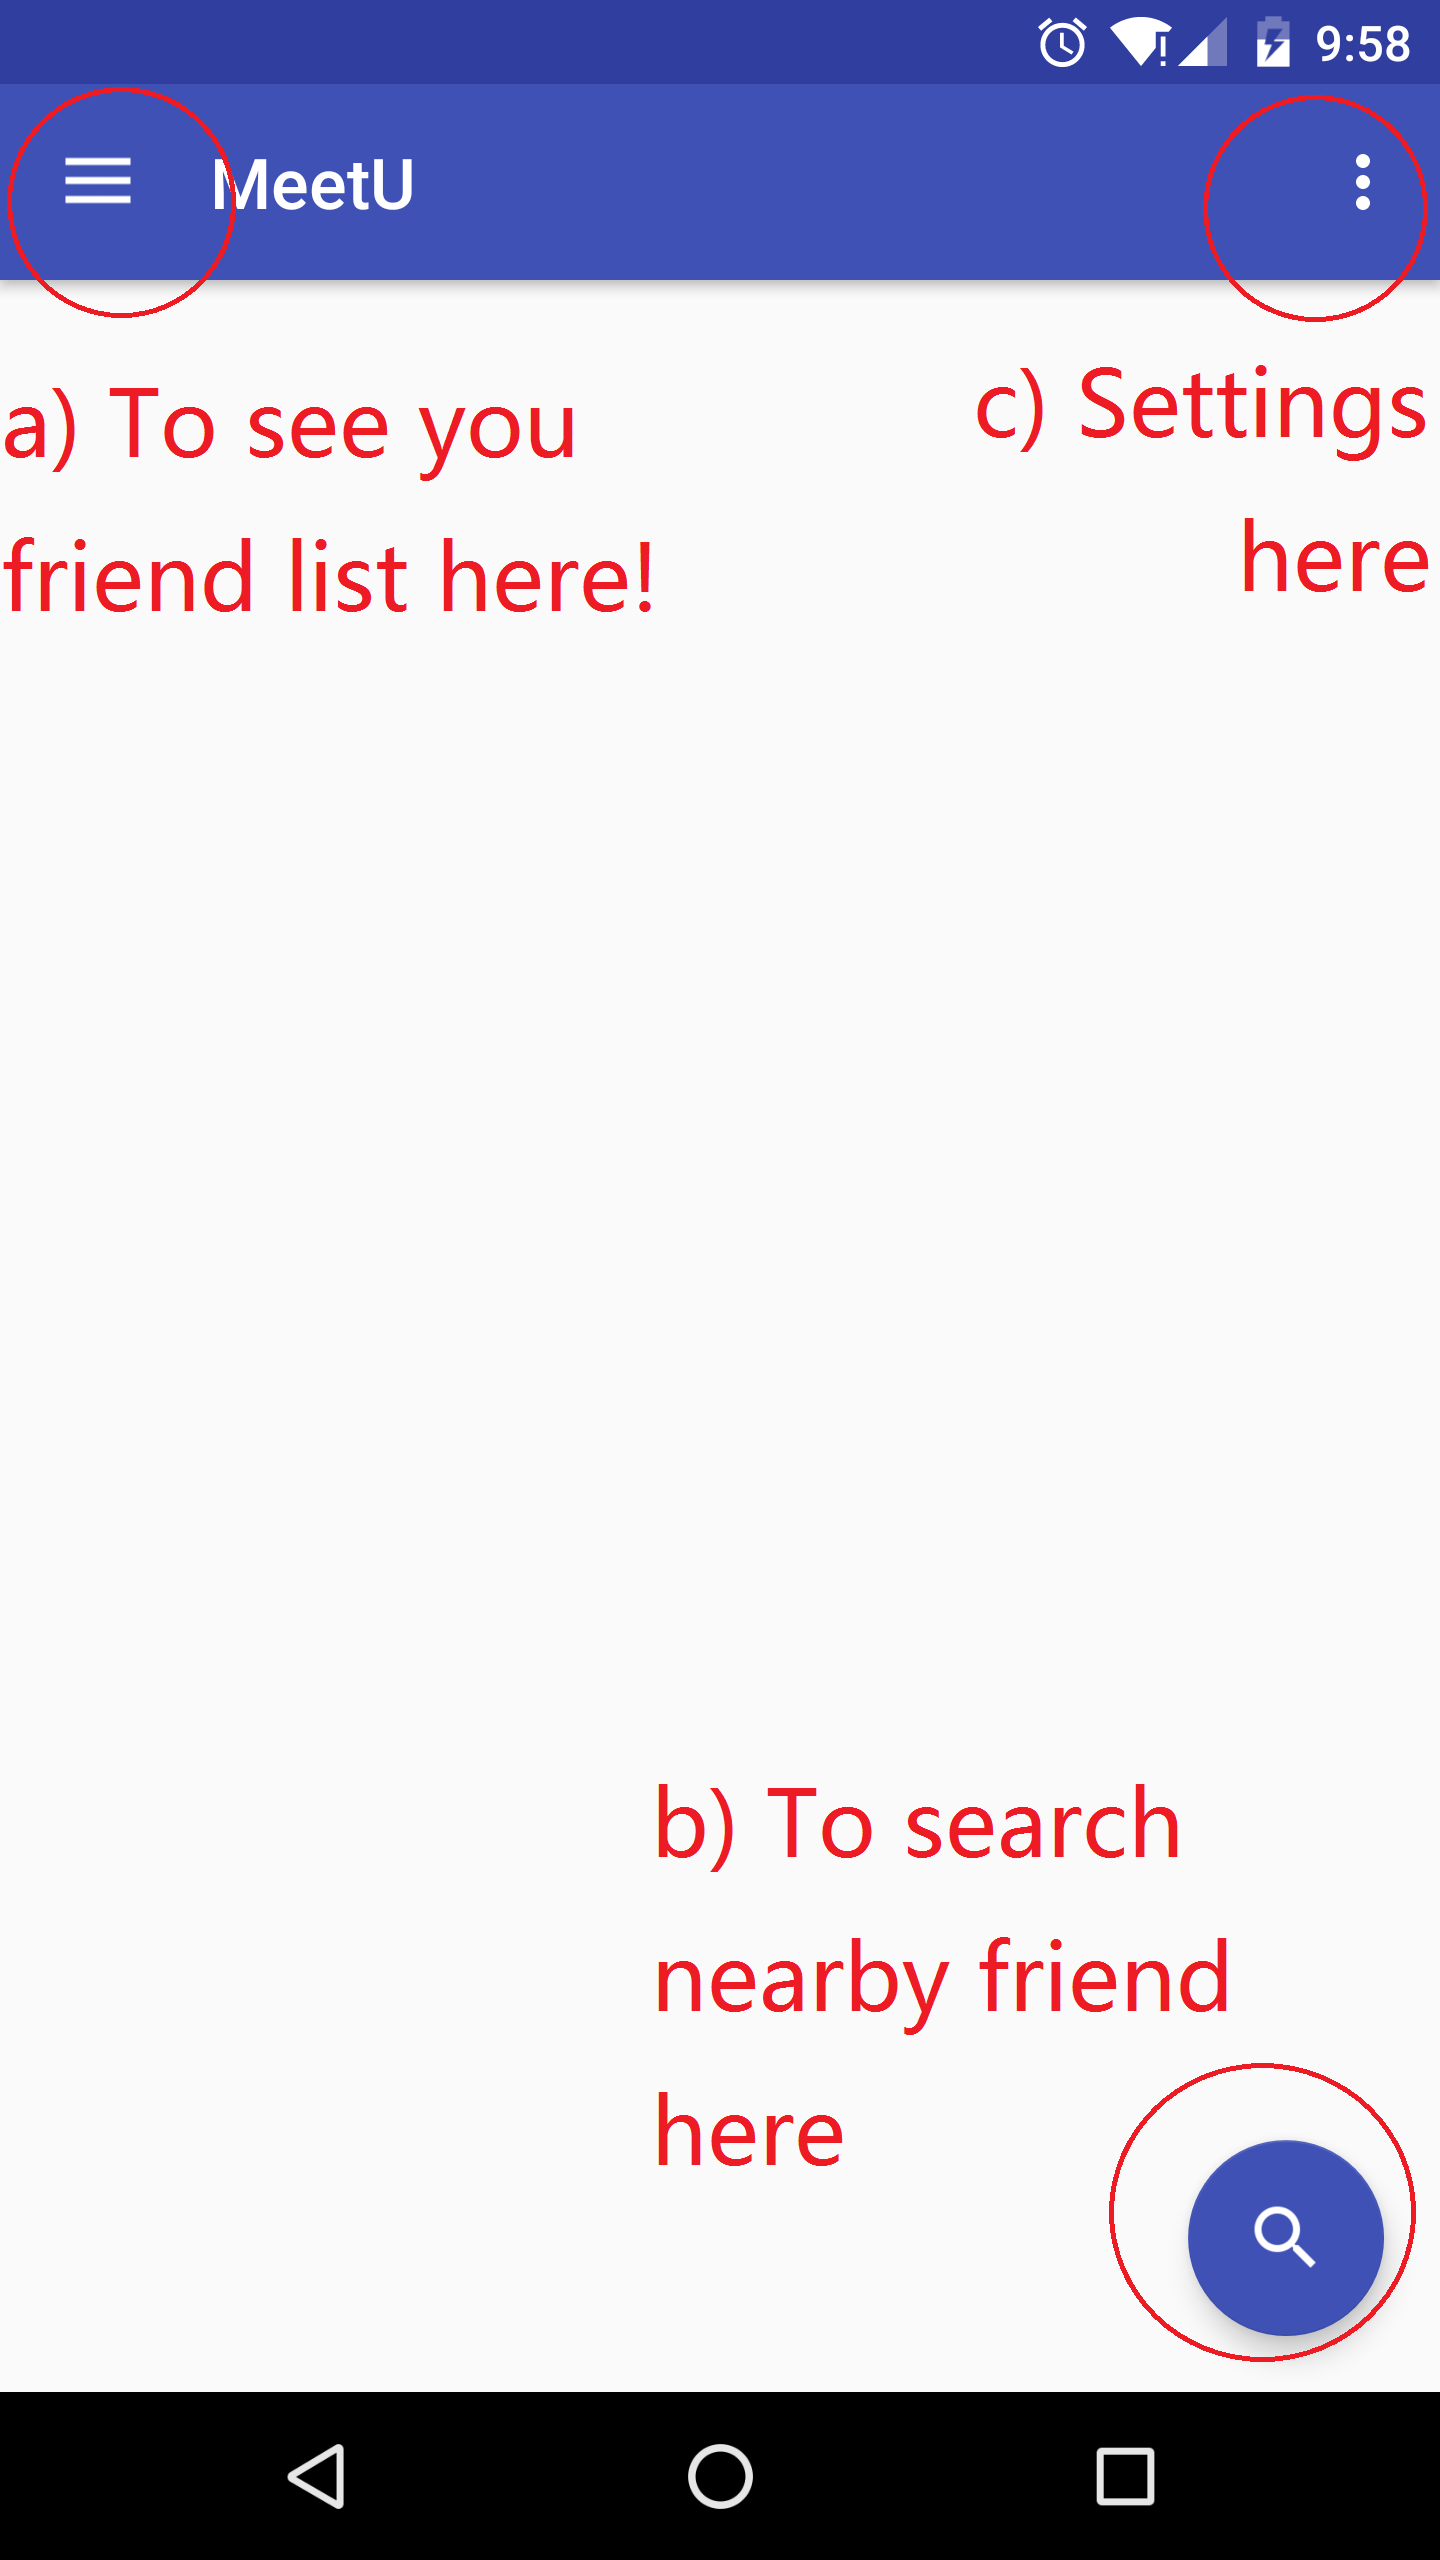 9:58
MeetU
a) To see you
friend list here!
c) Settings
here
b) To search
nearby friend
here